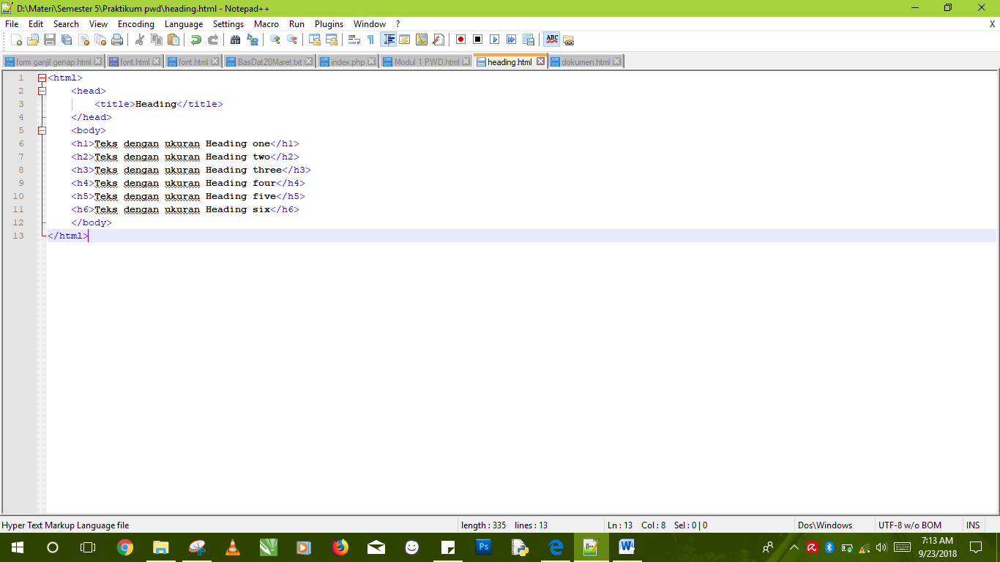 D:\Materi\Semester 5\Praktikum pwd\heading.html - Notepad++
File Edit Search View Encoding Language Settings Macro Run Plugins Window ? X
ABC
form ganjil genap.html font.html font.html BasDat20Maret.txt index.php Modul 1 PWD.html heading.html dokumen.html
1 <html>
2 <head>
3 <title>Heading</title>
4 </head>
5 <body>
6 <h1>Teks dengan ukuran Heading one</h1>
7 <h2>Teks dengan ukuran Heading two</h2>
8 <h3>Teks dengan ukuran Heading three</h3>
9 <h4>Teks dengan ukuran Heading four</h4>
10 <h5>Teks dengan ukuran Heading five</h5>
11 <h6>Teks dengan ukuran Heading six</h6>
12 </body>
13 </html>
Hyper Text Markup Language file length : 335 lines : 13 Ln : 13 Col : 8 Sel : 0 | 0 Dos\Windows UTF-8 w/o BOM INS
Ps
7:13 AM
9/23/2018